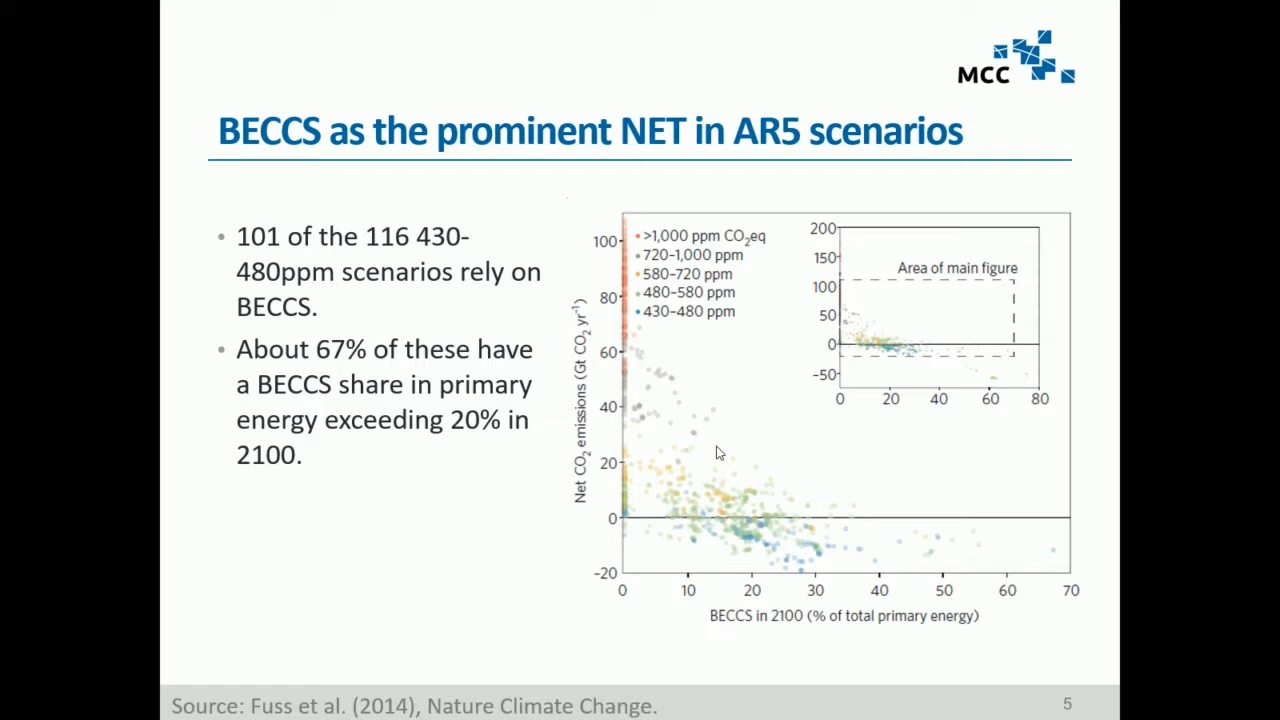 MCC
BECCS as the prominent NET in AR5 scenarios
• 101 of the 116 430-
480ppm scenarios rely on
BECCS.
• About 67% of these have
a BECCS share in primary
energy exceeding 20% in
2100.
Net CO2 emissions (Gt CO2 yr⁻¹)
100
80
60
40
20
0
-20
>1,000 ppm CO2eq
720–1,000 ppm
580–720 ppm
480–580 ppm
430–480 ppm
200
150
100
50
0
−50
Area of main figure
0 20 40 60 80
0 10 20 30 40 50 60 70
BECCS in 2100 (% of total primary energy)
Source: Fuss et al. (2014), Nature Climate Change.
5